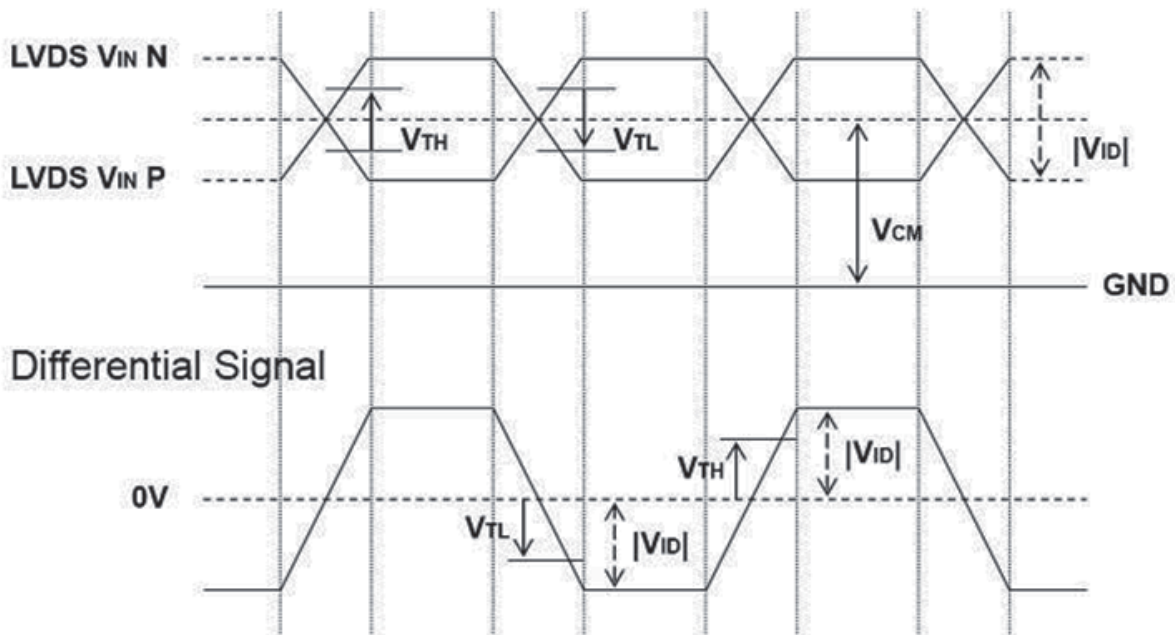 LVDS VIN N
VTH
VTL
|VID|
LVDS VIN P
VCM
GND
Differential Signal
VTH
|VID|
0V
VTL
|VID|